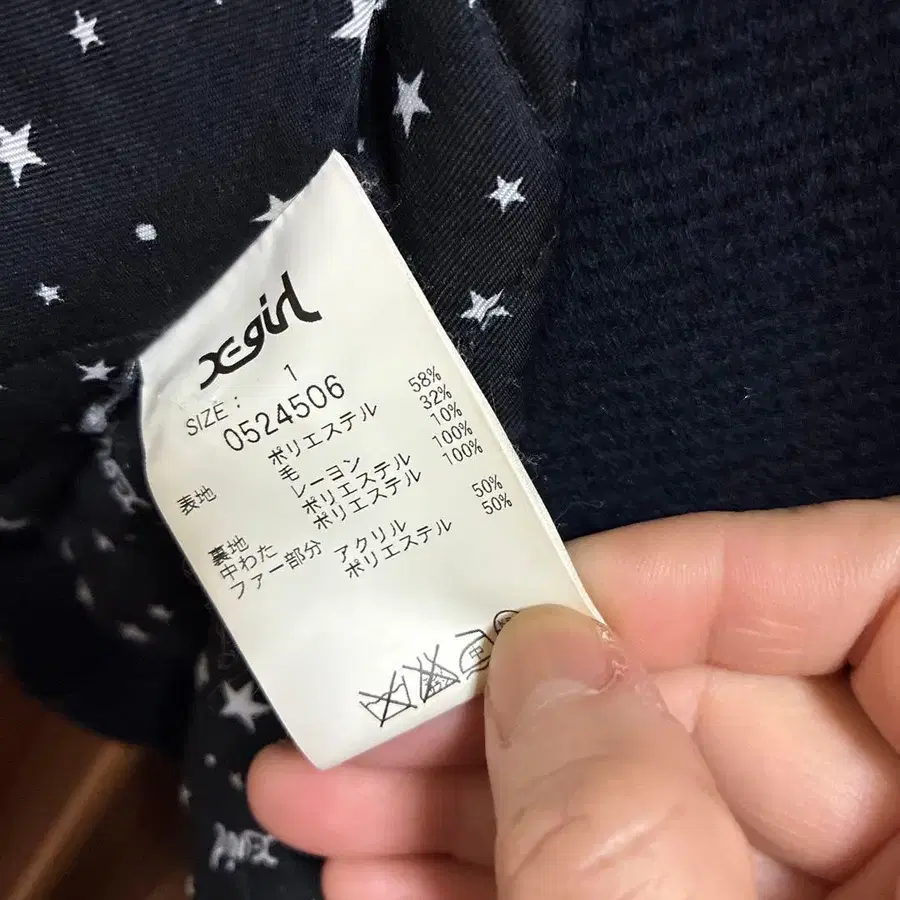 X-girl
SIZE: 1
0524506
表地 ポリエステル 58%
毛 32%
レーヨン 10%
裏地 ポリエステル 100%
中わた ポリエステル 100%
ファー部分 アクリル 50%
ポリエステル 50%
X-girl